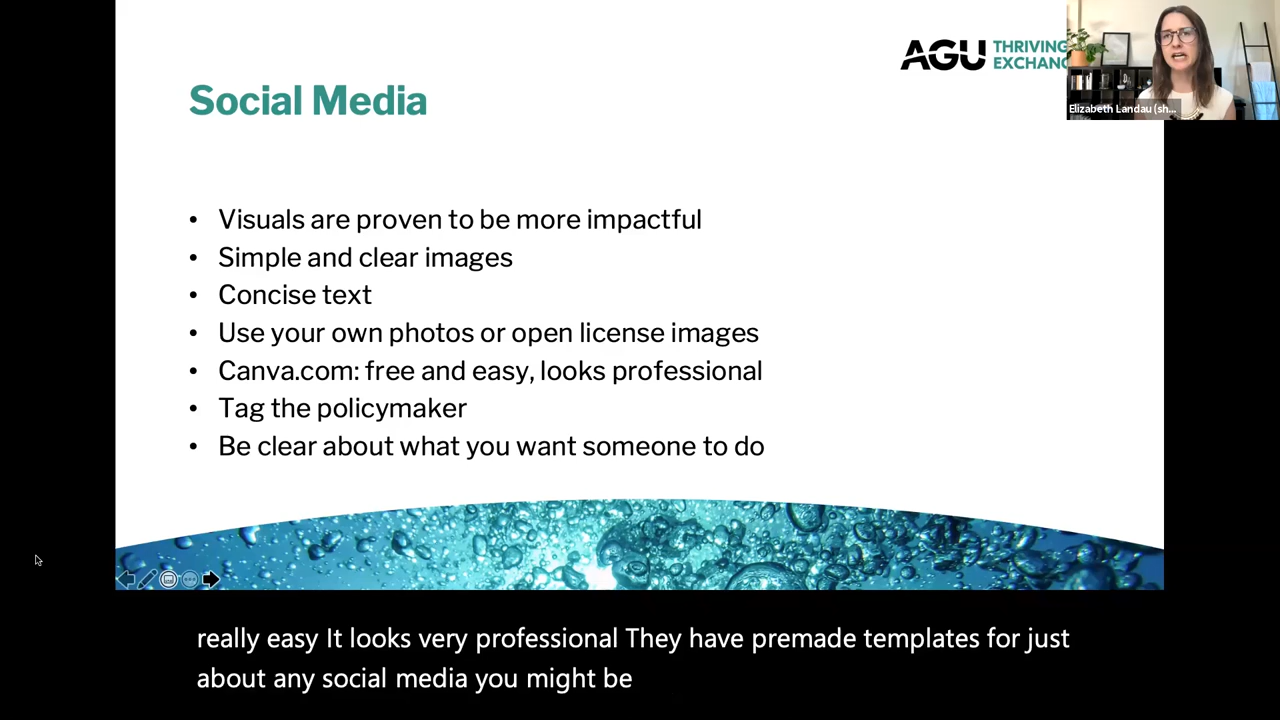 AGU THRIVING
EXCHANG
Elizabeth Landau (sh...
Social Media
• Visuals are proven to be more impactful
• Simple and clear images
• Concise text
• Use your own photos or open license images
• Canva.com: free and easy, looks professional
• Tag the policymaker
• Be clear about what you want someone to do
really easy It looks very professional They have premade templates for just
about any social media you might be